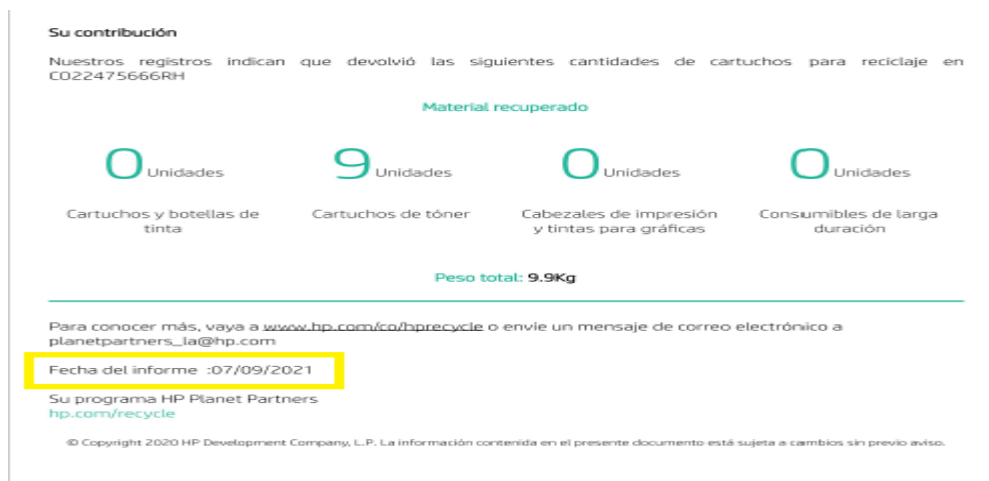 Su contribución
Nuestros registros indican que devolvió las siguientes cantidades de cartuchos para reciclaje en
CO22475666RH
Material recuperado
0 Unidades 9 Unidades 0 Unidades 0 Unidades
Cartuchos y botellas de Cartuchos de tóner Cabezales de impresión Consumibles de larga
tinta y tintas para gráficas duración
Peso total: 9.9Kg
Para conocer más, vaya a www.hp.com/co/hprecycle o envíe un mensaje de correo electrónico a
planetpartners_la@hp.com
Fecha del informe :07/09/2021
Su programa HP Planet Partners
hp.com/recycle
© Copyright 2020 HP Development Company, L.P. La información contenida en el presente documento está sujeta a cambios sin previo aviso.